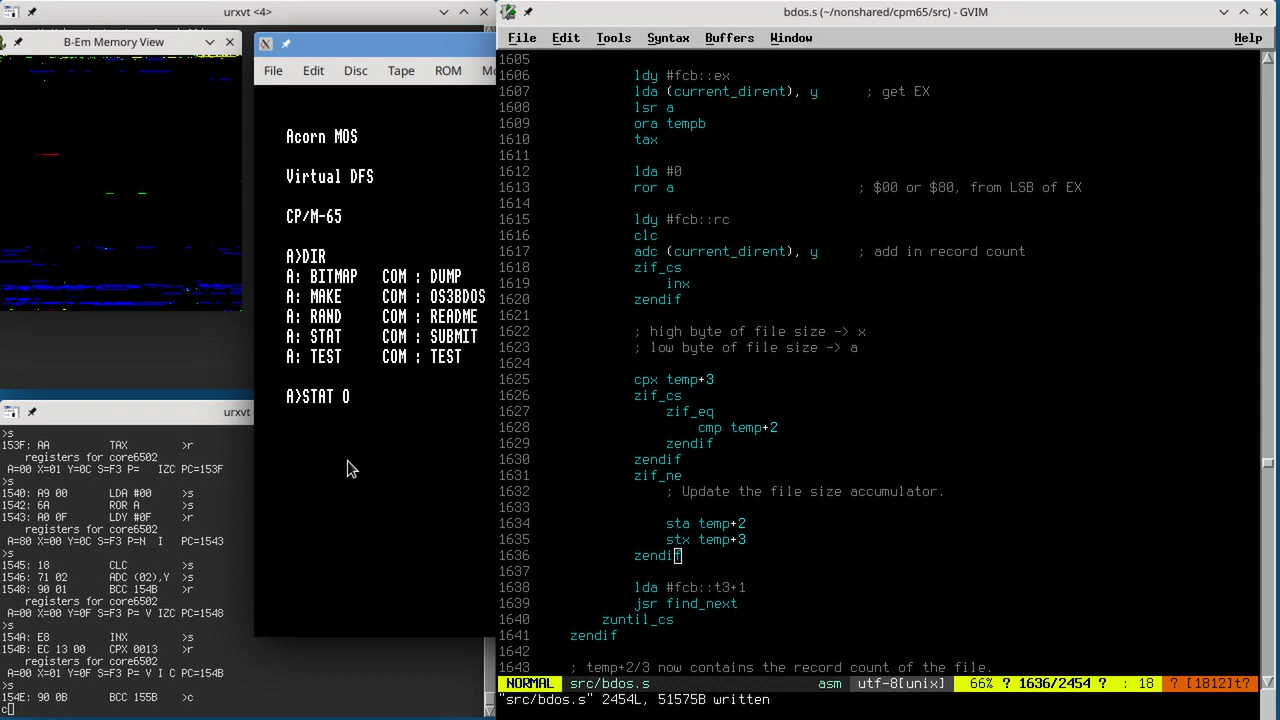 urxvt <4>
B-Em Memory View
File Edit Disc Tape ROM Mo
Acorn MOS
Virtual DFS
CP/M-65
A>DIR
A: BITMAP COM : DUMP
A: MAKE COM : OS3BDOS
A: RAND COM : README
A: STAT COM : SUBMIT
A: TEST COM : TEST
A>STAT O
urxvt
>s
153F: AA TAX >r
registers for core6502
A=00 X=01 Y=0C S=F3 P= IZC PC=153F
>s
1540: A9 00 LDA #00 >s
1542: 6A ROR A >s
1543: A0 0F LDY #0F >r
registers for core6502
A=80 X=00 Y=0C S=F3 P=N I PC=1543
>s
1545: 18 CLC >s
1546: 71 02 ADC (02),Y >s
1548: 90 01 BCC 154B >r
registers for core6502
A=00 X=00 Y=0F S=F3 P= V IZC PC=1548
>s
154A: E8 INX >s
154B: EC 13 00 CPX 0013 >r
registers for core6502
A=00 X=01 Y=0F S=F3 P= V I C PC=154B
>s
154E: 90 0B BCC 155B >c
c
bdos.s (~/nonshared/cpm65/src) - GVIM
File Edit Tools Syntax Buffers Window Help
1605
1606 ldy #fcb::ex
1607 lda (current_dirent), y ; get EX
1608 lsr a
1609 ora tempb
1610 tax
1611
1612 lda #0
1613 ror a ; $00 or $80, from LSB of EX
1614
1615 ldy #fcb::rc
1616 clc
1617 adc (current_dirent), y ; add in record count
1618 zif_cs
1619 inx
1620 zendif
1621
1622 ; high byte of file size -> x
1623 ; low byte of file size -> a
1624
1625 cpx temp+3
1626 zif_cs
1627 zif_eq
1628 cmp temp+2
1629 zendif
1630 zendif
1631 zif_ne
1632 ; Update the file size accumulator.
1633
1634 sta temp+2
1635 stx temp+3
1636 zendif
1637
1638 lda #fcb::t3+1
1639 jsr find_next
1640 zuntil_cs
1641 zendif
1642
1643 ; temp+2/3 now contains the record count of the file.
NORMAL src/bdos.s asm utf-8[unix] 66% ? 1636/2454 ? : 18 ? [1812]t?
"src/bdos.s" 2454L, 51575B written